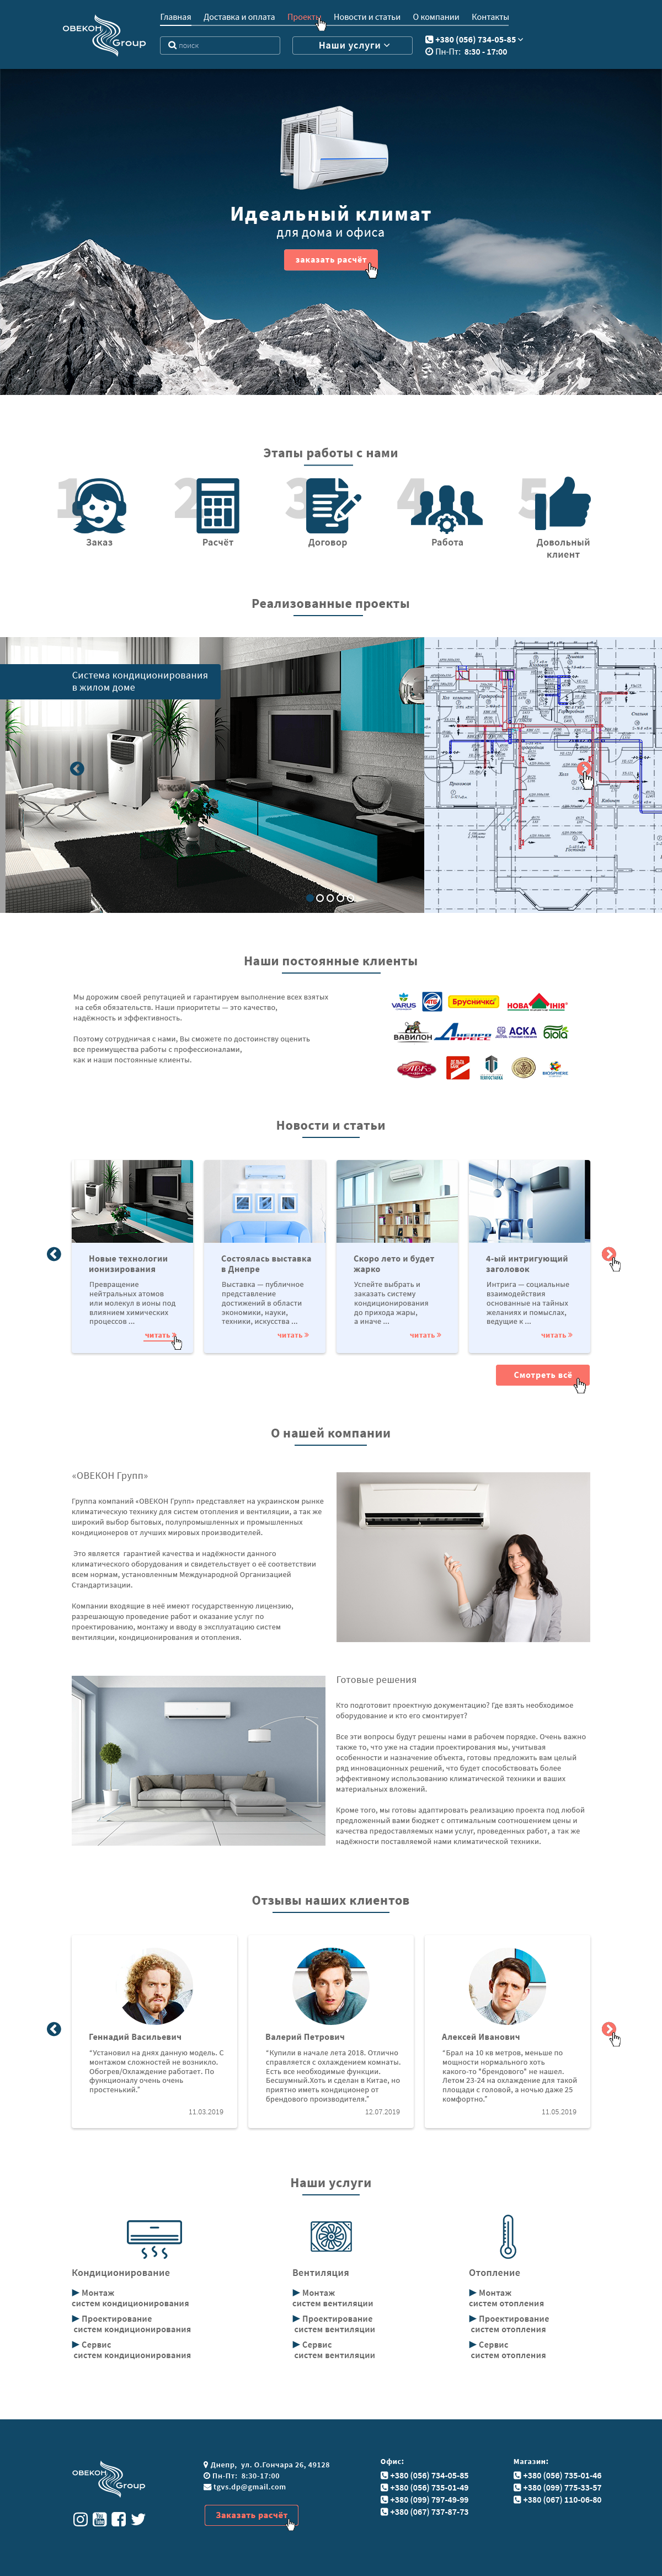 ОВЕКОН
Group
Главная Доставка и оплата Проекты Новости и статьи О компании Контакты
поиск
Наши услуги
+380 (056) 734-05-85
Пн-Пт: 8:30 - 17:00
Идеальный климат
для дома и офиса
заказать расчёт
Этапы работы с нами
1 2 3 4 5
Заказ Расчёт Договор Работа Довольный
клиент
Реализованные проекты
Система кондиционирования
в жилом доме
Наши постоянные клиенты
Мы дорожим своей репутацией и гарантируем выполнение всех взятых
на себя обязательств. Наши приоритеты — это качество,
надёжность и эффективность.
Поэтому сотрудничая с нами, Вы сможете по достоинству оценить
все преимущества работы с профессионалами,
как и наши постоянные клиенты.
VARUS АТБ Брусничка НОВА ЛІНІЯ
ВАВИЛОН Днепро ПРЕСС АСКА biola
ДЕЛЬТА БАНК BIOSPHERE
Новости и статьи
Новые технологии
ионизирования
Превращение
нейтральных атомов
или молекул в ионы под
влиянием химических
процессов ...
читать »
Состоялась выставка
в Днепре
Выставка — публичное
представление
достижений в области
экономики, науки,
техники, искусства ...
читать »
Скоро лето и будет
жарко
Успейте выбрать и
заказать систему
кондиционирования
до прихода жары,
а иначе ...
читать »
4-ый интригующий
заголовок
Интрига — социальные
взаимодействия
основанные на тайных
желаниях и помыслах,
ведущие к ...
читать »
Смотреть всё
О нашей компании
«ОВЕКОН Групп»
Группа компаний «ОВЕКОН Групп» представляет на украинском рынке
климатическую технику для систем отопления и вентиляции, а так же
широкий выбор бытовых, полупромышленных и промышленных
кондиционеров от лучших мировых производителей.
Это является гарантией качества и надёжности данного
климатического оборудования и свидетельствует о её соответствии
всем нормам, установленным Международной Организацией
Стандартизации.
Компании входящие в неё имеют государственную лицензию,
разрешающую проведение работ и оказание услуг по
проектированию, монтажу и вводу в эксплуатацию систем
вентиляции, кондиционирования и отопления.
Готовые решения
Кто подготовит проектную документацию? Где взять необходимое
оборудование и кто его смонтирует?
Все эти вопросы будут решены нами в рабочем порядке. Очень важно
также то, что уже на стадии проектирования мы, учитывая
особенности и назначение объекта, готовы предложить вам целый
ряд инновационных решений, что будет способствовать более
эффективному использованию климатической техники и ваших
материальных вложений.
Кроме того, мы готовы адаптировать реализацию проекта под любой
предложенный вами бюджет с оптимальным соотношением цены и
качества предоставляемых нами услуг, проведенных работ, а так же
надёжности поставляемой нами климатической техники.
Отзывы наших клиентов
Геннадий Васильевич
"Установил на днях данную модель. С
монтажом сложностей не возникло.
Обогрев/Охлаждение работает. По
функционалу очень очень
простенький."
11.03.2019
Валерий Петрович
"Купили в начале лета 2018. Отлично
справляется с охлаждением комнаты.
Есть все необходимые функции.
Бесшумный.Хоть и сделан в Китае, но
приятно иметь кондиционер от
брендового производителя."
12.07.2019
Алексей Иванович
"Брал на 10 кв метров, меньше по
мощности нормального хоть
какого-то "брендового" не нашел.
Летом 23-24 на охлаждение для такой
площади с головой, а ночью даже 25
комфортно."
11.05.2019
Наши услуги
Кондиционирование
Монтаж
систем кондиционирования
Проектирование
систем кондиционирования
Сервис
систем кондиционирования
Вентиляция
Монтаж
систем вентиляции
Проектирование
систем вентиляции
Сервис
систем вентиляции
Отопление
Монтаж
систем отопления
Проектирование
систем отопления
Сервис
систем отопления
ОВЕКОН
Group
Днепр, ул. О.Гончара 26, 49128
Пн-Пт: 8:30-17:00
tgvs.dp@gmail.com
Заказать расчёт
Офис:
+380 (056) 734-05-85
+380 (056) 735-01-49
+380 (099) 797-49-99
+380 (067) 737-87-73
Магазин:
+380 (056) 735-01-46
+380 (099) 775-33-57
+380 (067) 110-06-80